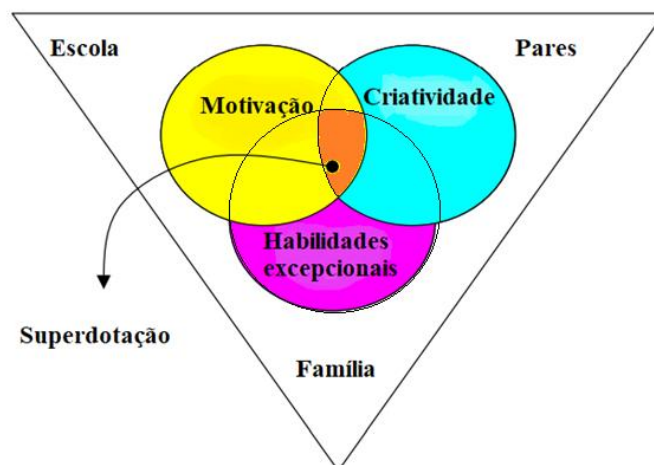 Escola
Pares
Motivação
Criatividade
Habilidades
excepcionais
Superdotação
Família